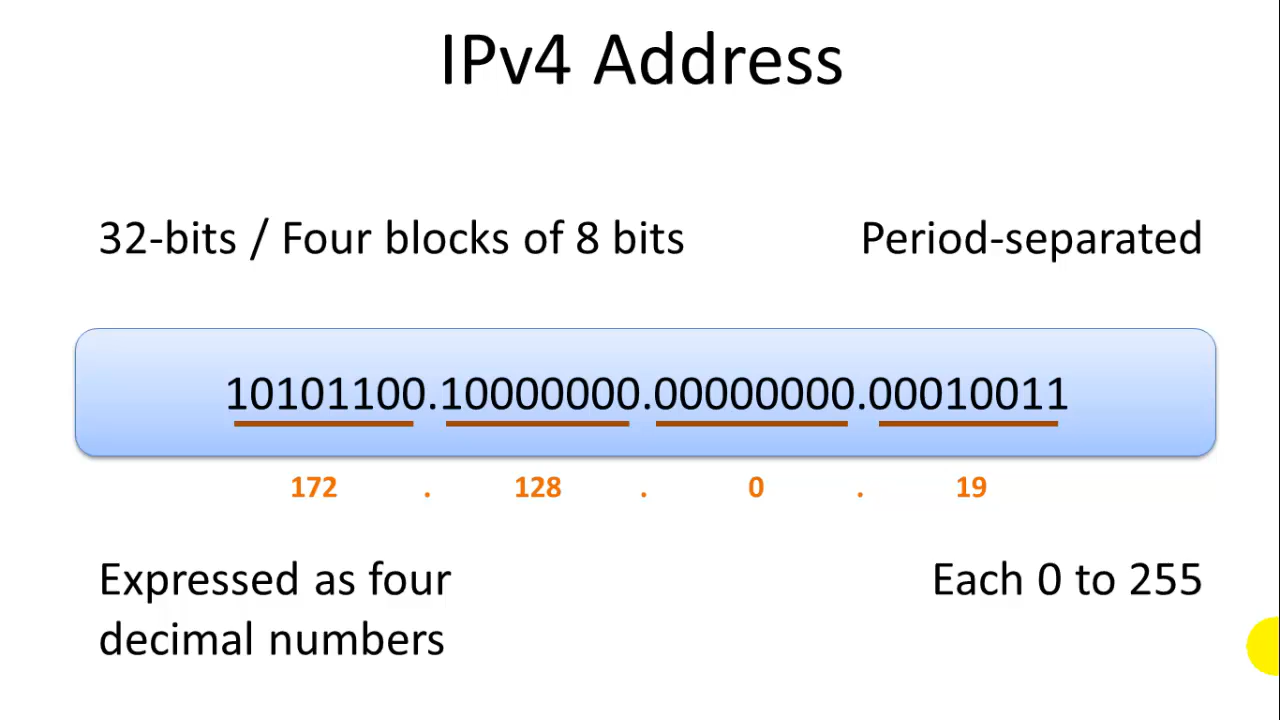 IPv4 Address
32-bits / Four blocks of 8 bits
Period-separated
10101100.10000000.00000000.00010011
172 . 128 . 0 . 19
Expressed as four
decimal numbers
Each 0 to 255